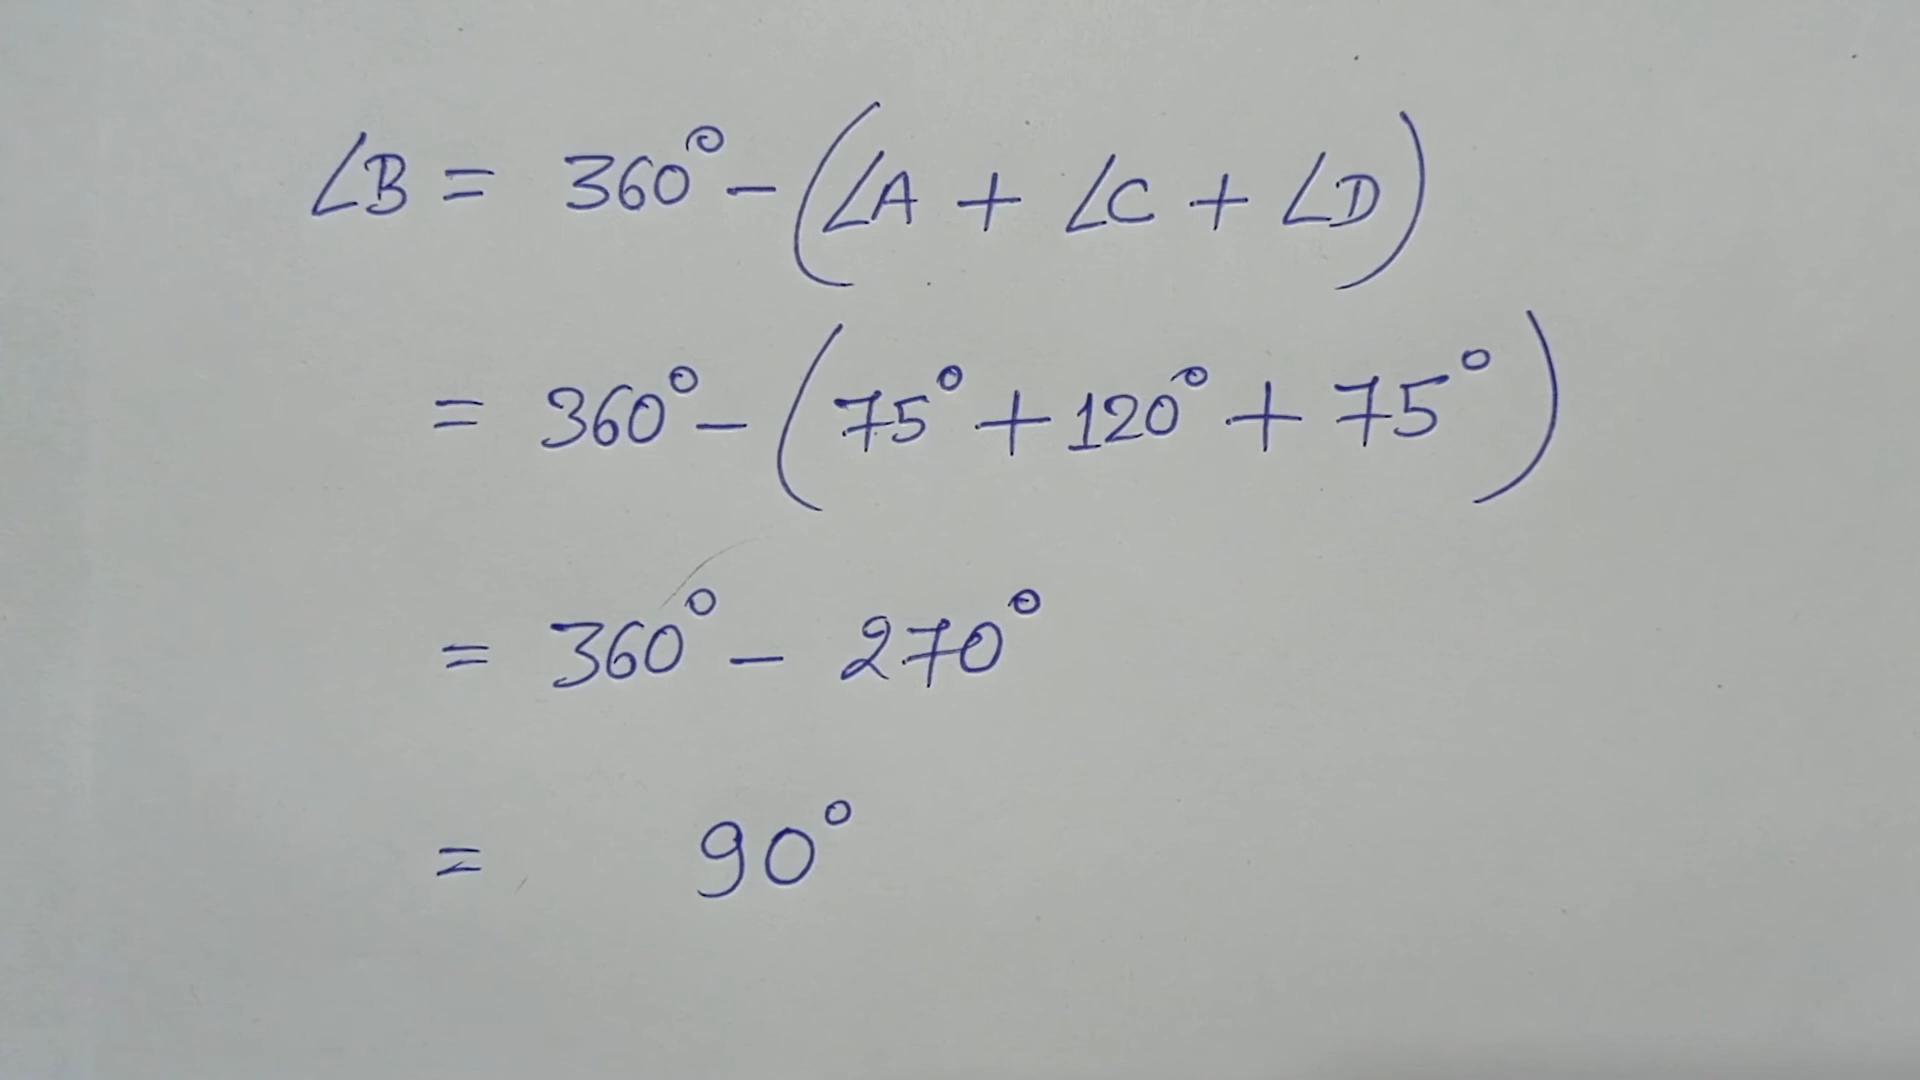 ∠B = 360° - (∠A + ∠C + ∠D)
= 360° - (75° + 120° + 75°)
= 360° - 270°
= 90°